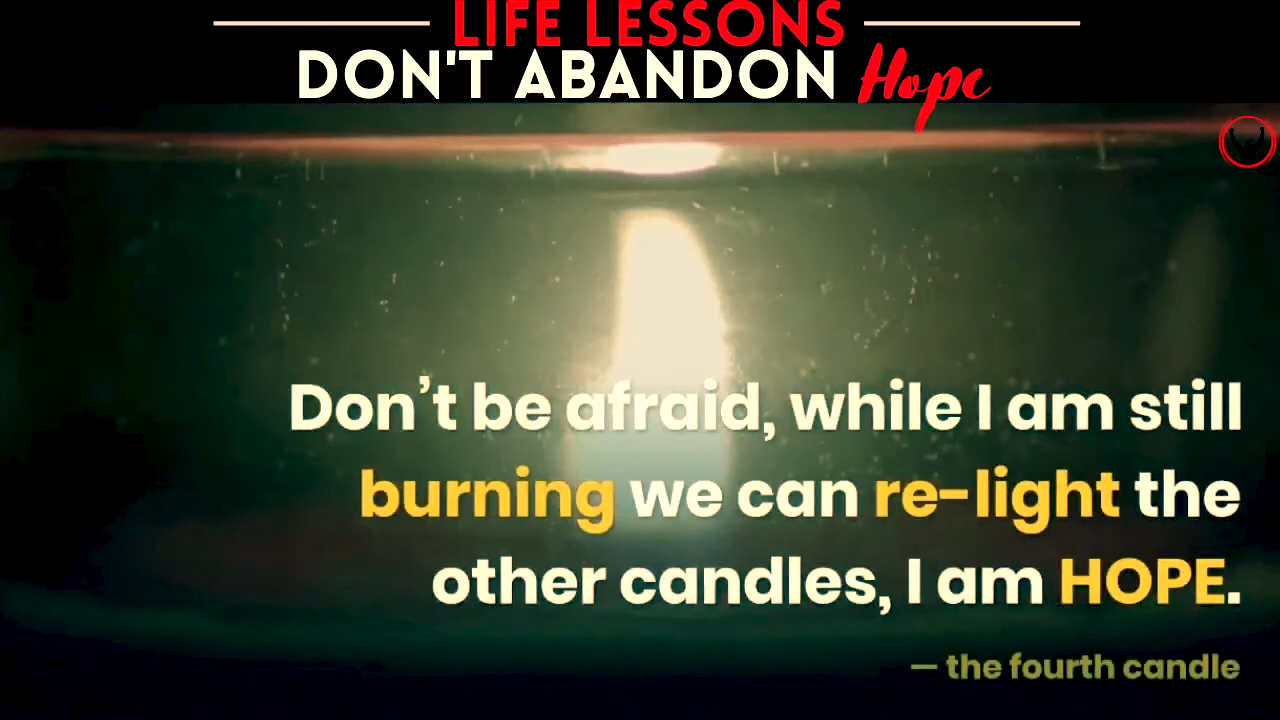 LIFE LESSONS
DON'T ABANDON Hope
Don’t be afraid, while I am still
burning we can re-light the
other candles, I am HOPE.
— the fourth candle